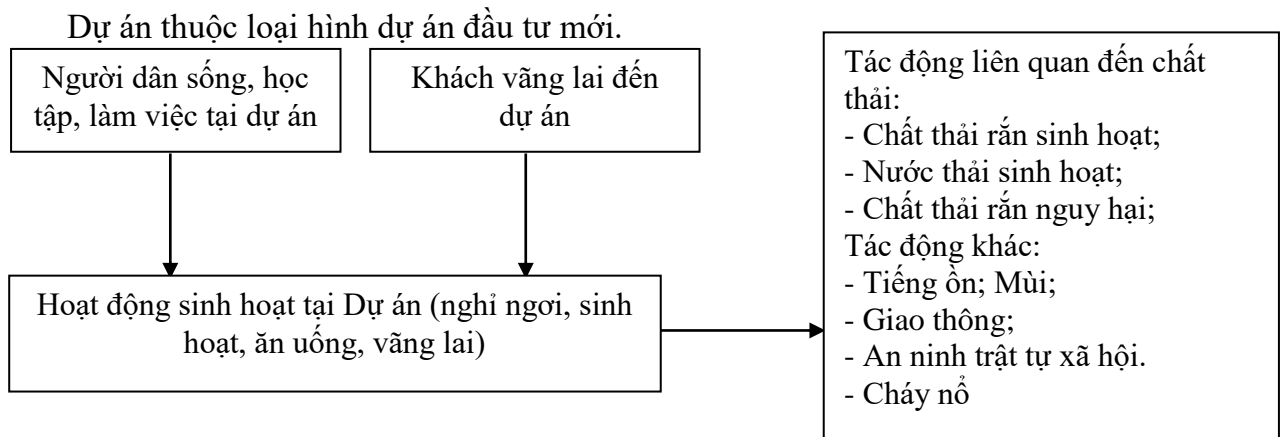 Dự án thuộc loại hình dự án đầu tư mới.
Người dân sống, học
tập, làm việc tại dự án
Khách vãng lai đến
dự án
Hoạt động sinh hoạt tại Dự án (nghỉ ngơi, sinh
hoạt, ăn uống, vãng lai)
Tác động liên quan đến chất
thải:
- Chất thải rắn sinh hoạt;
- Nước thải sinh hoạt;
- Chất thải rắn nguy hại;
Tác động khác:
- Tiếng ồn; Mùi;
- Giao thông;
- An ninh trật tự xã hội.
- Cháy nổ